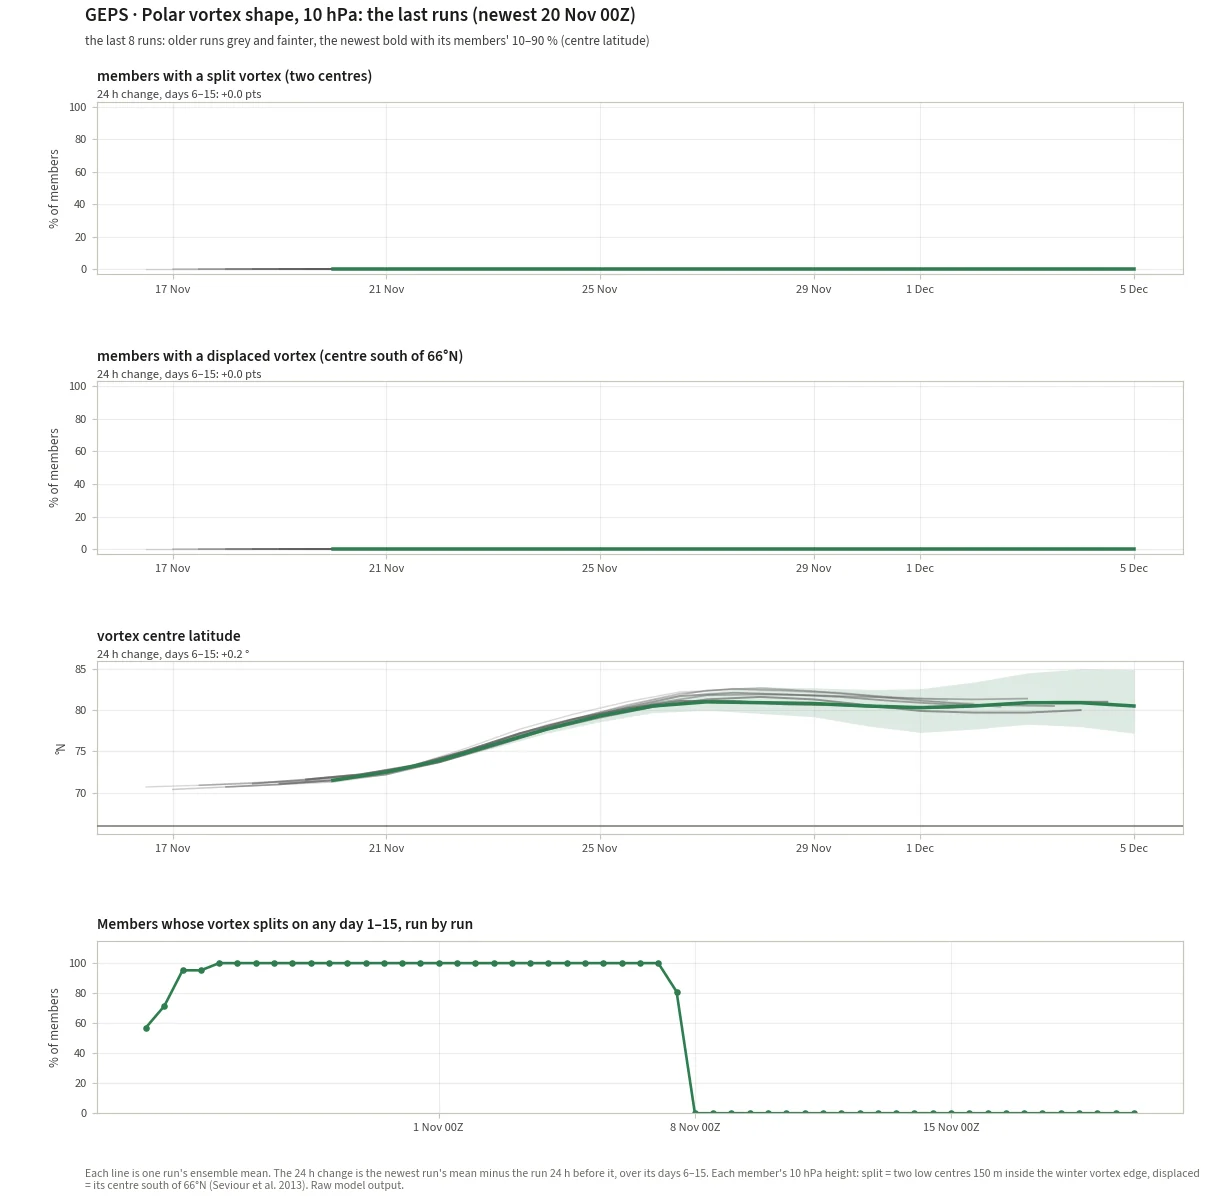 GEPS · Polar vortex shape, 10 hPa: the last runs (newest 20 Nov 00Z)
the last 8 runs: older runs grey and fainter, the newest bold with its members' 10–90 % (centre latitude)
members with a split vortex (two centres)
24 h change, days 6–15: +0.0 pts
100
80
60
40
20
0
% of members
17 Nov 21 Nov 25 Nov 29 Nov 1 Dec 5 Dec
members with a displaced vortex (centre south of 66°N)
24 h change, days 6–15: +0.0 pts
100
80
60
40
20
0
% of members
17 Nov 21 Nov 25 Nov 29 Nov 1 Dec 5 Dec
vortex centre latitude
24 h change, days 6–15: +0.2 °
85
80
75
70
°N
17 Nov 21 Nov 25 Nov 29 Nov 1 Dec 5 Dec
Members whose vortex splits on any day 1–15, run by run
100
80
60
40
20
0
% of members
1 Nov 00Z 8 Nov 00Z 15 Nov 00Z
Each line is one run's ensemble mean. The 24 h change is the newest run's mean minus the run 24 h before it, over its days 6–15. Each member's 10 hPa height: split = two low centres 150 m inside the winter vortex edge, displaced
= its centre south of 66°N (Seviour et al. 2013). Raw model output.